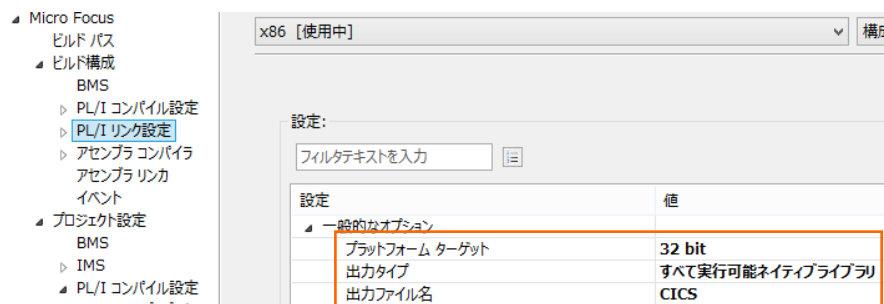 Micro Focus
ビルド パス
ビルド構成
BMS
PL/I コンパイル設定
PL/I リンク設定
アセンブラ コンパイラ
アセンブラ リンカ
イベント
プロジェクト設定
BMS
IMS
PL/I コンパイル設定
x86 [使用中]
構成
設定:
フィルタテキストを入力
設定 値
一般的なオプション
プラットフォーム ターゲット 32 bit
出力タイプ すべて実行可能ネイティブライブラリ
出力ファイル名 CICS